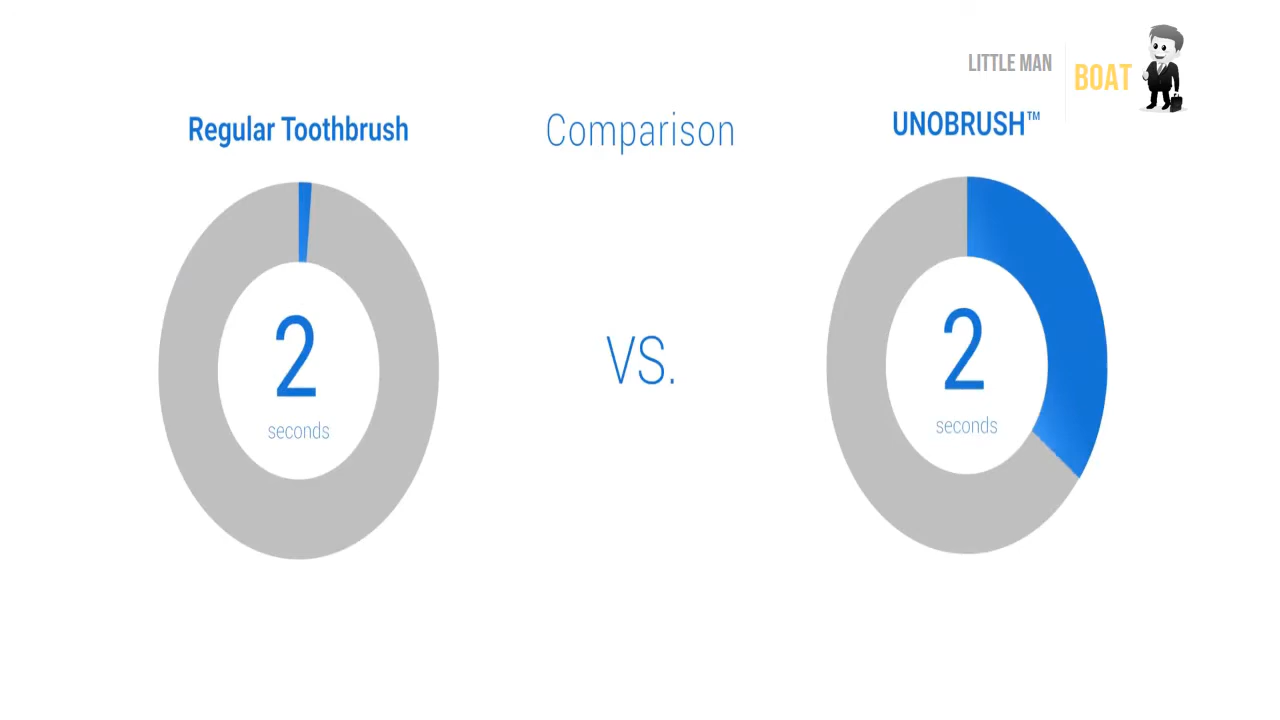 LITTLE MAN
BOAT
Regular Toothbrush
Comparison
UNOBRUSH™
2
seconds
VS.
2
seconds